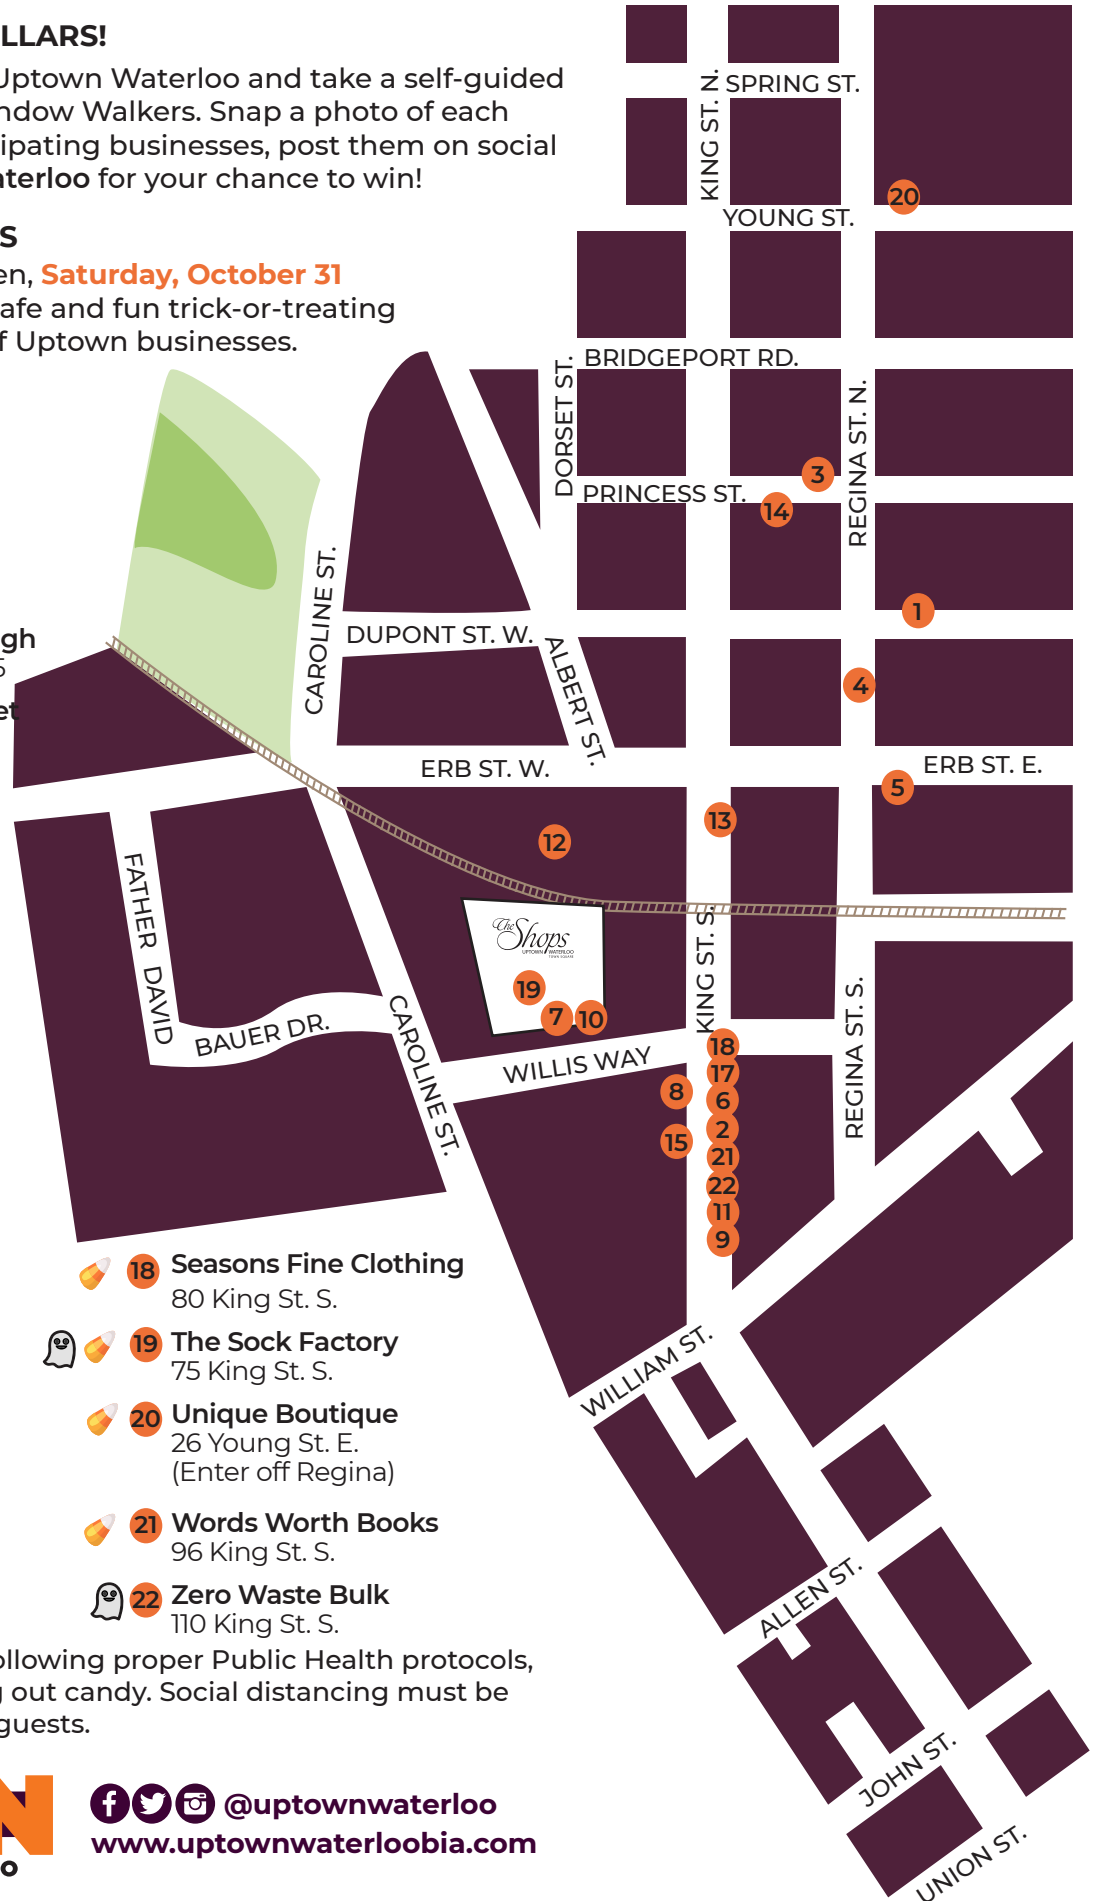 LLARS!
Uptown Waterloo and take a self-guided
ndow Walkers. Snap a photo of each
ipating businesses, post them on social
aterloo for your chance to win!
S
en, Saturday, October 31
afe and fun trick-or-treating
f Uptown businesses.
gh
5
et
SPRING ST.
KING ST. N.
20
YOUNG ST.
BRIDGEPORT RD.
DORSET ST.
REGINA ST. N.
3
PRINCESS ST.
14
CAROLINE ST.
1
DUPONT ST. W.
ALBERT ST.
4
ERB ST. W.
ERB ST. E.
5
13
12
FATHER DAVID
The Shops
UPTOWN WATERLOO
TOWN SQUARE
KING ST. S.
19
7
10
REGINA ST. S.
BAUER DR.
CAROLINE ST.
WILLIS WAY
18
17
8
6
2
15
21
22
11
9
18 Seasons Fine Clothing
80 King St. S.
19 The Sock Factory
75 King St. S.
20 Unique Boutique
26 Young St. E.
(Enter off Regina)
21 Words Worth Books
96 King St. S.
22 Zero Waste Bulk
110 King St. S.
WILLIAM ST.
ALLEN ST.
JOHN ST.
UNION ST.
ollowing proper Public Health protocols,
g out candy. Social distancing must be
guests.
N
o
@uptownwaterloo
www.uptownwaterloobia.com